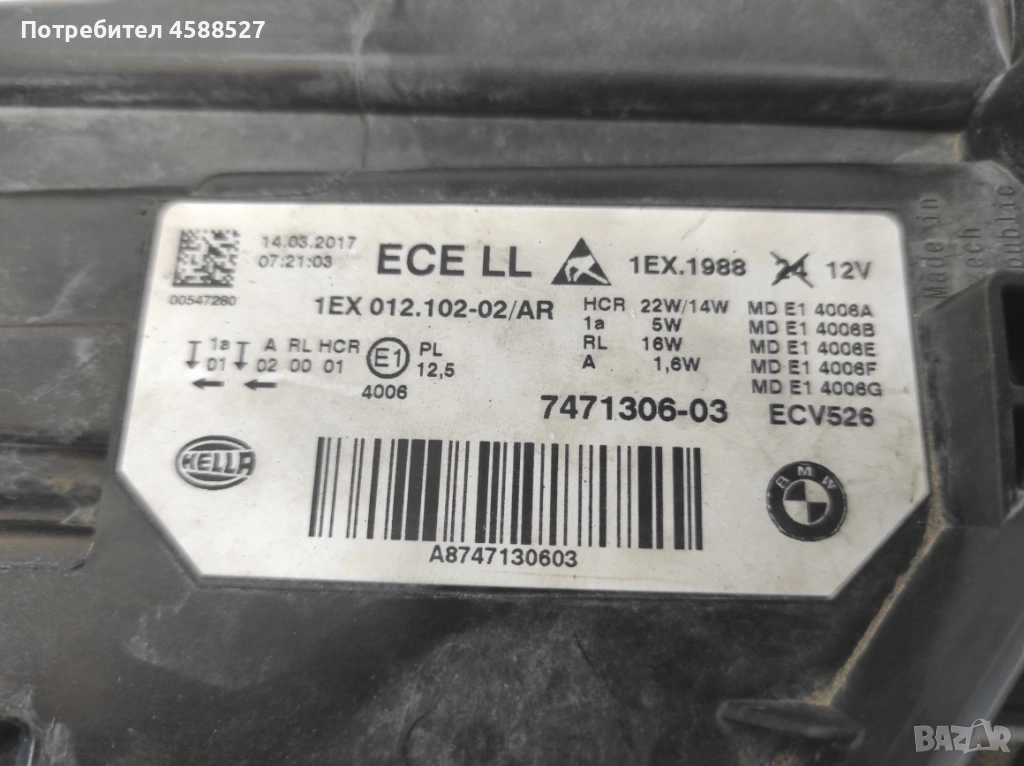 Потребител 4588527
14.03.2017
07:21:03
00547280
ECE LL
1EX.1988
24 12V
1EX 012.102-02/AR
HCR 22W/14W
1a 5W
RL 16W
A 1,6W
MD E1 4006A
MD E1 4006B
MD E1 4006E
MD E1 4006F
MD E1 4006G
1a A RL HCR
01 02 00 01
E1
4006
PL
12,5
7471306-03
ECV526
HELLA
BMW
A8747130603
Made in
Czech
Republic
BAZAR